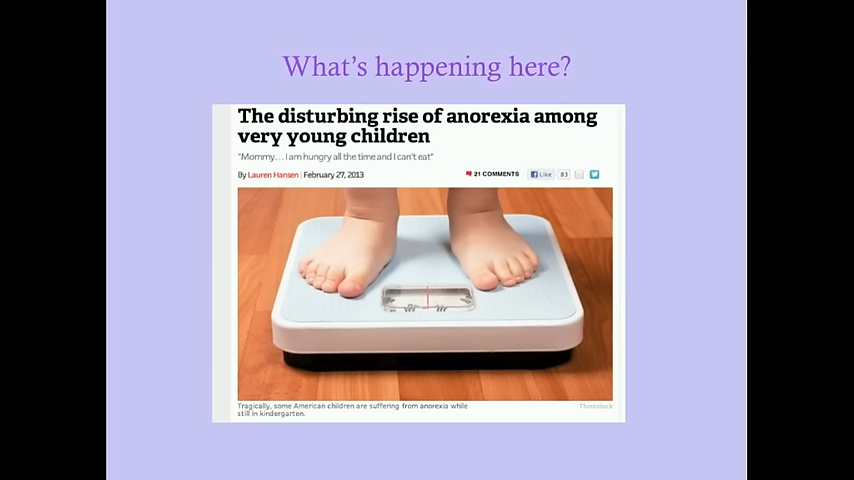 What's happening here?
The disturbing rise of anorexia among
very young children
"Mommy... I am hungry all the time and I can't eat"
By Lauren Hansen | February 27, 2013 21 COMMENTS Like 83
Tragically, some American children are suffering from anorexia while
still in kindergarten.
Thinkstock